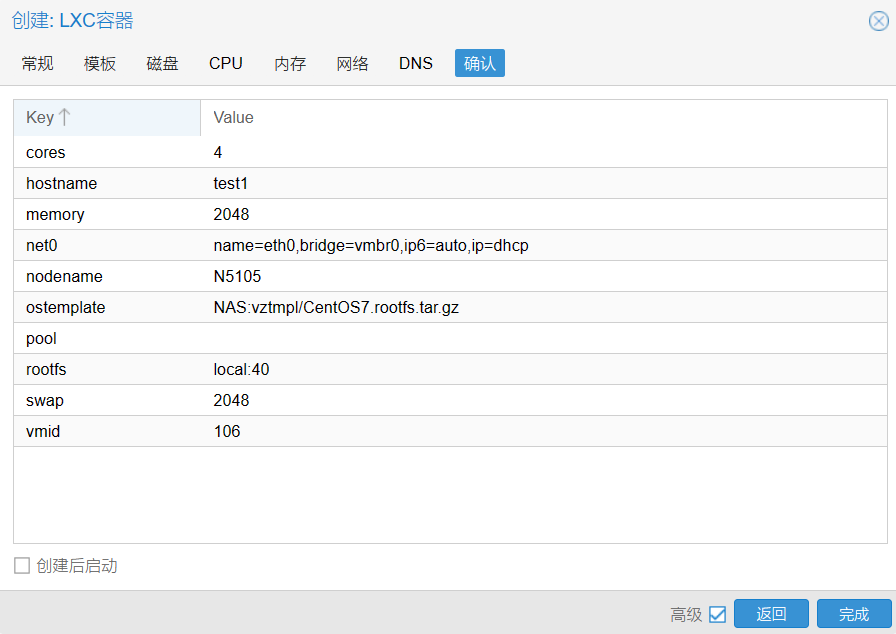 创建: LXC容器
常规 模板 磁盘 CPU 内存 网络 DNS 确认
Key Value
cores 4
hostname test1
memory 2048
net0 name=eth0,bridge=vmbr0,ip6=auto,ip=dhcp
nodename N5105
ostemplate NAS:vztmpl/CentOS7.rootfs.tar.gz
pool
rootfs local:40
swap 2048
vmid 106
创建后启动
高级 返回 完成